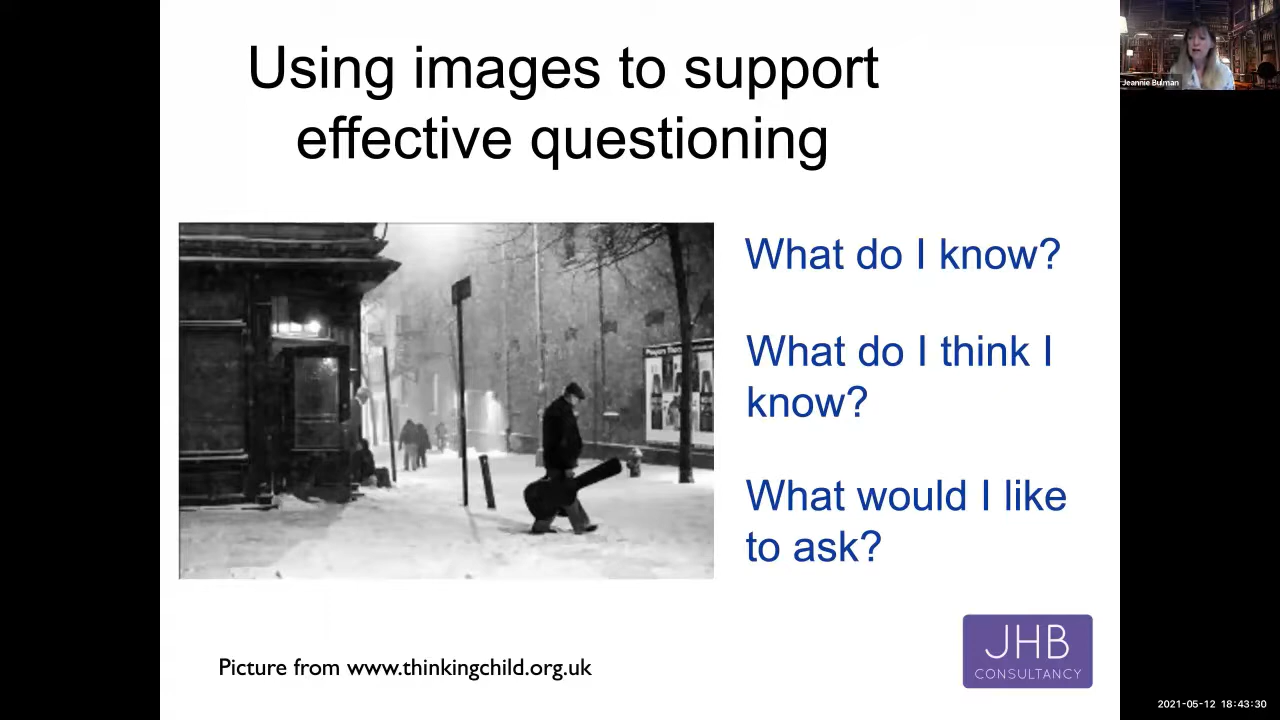 Using images to support
effective questioning
Jeannie Bulman
What do I know?
What do I think I
know?
What would I like
to ask?
Picture from www.thinkingchild.org.uk
JHB
CONSULTANCY
2021-05-12 18:43:30